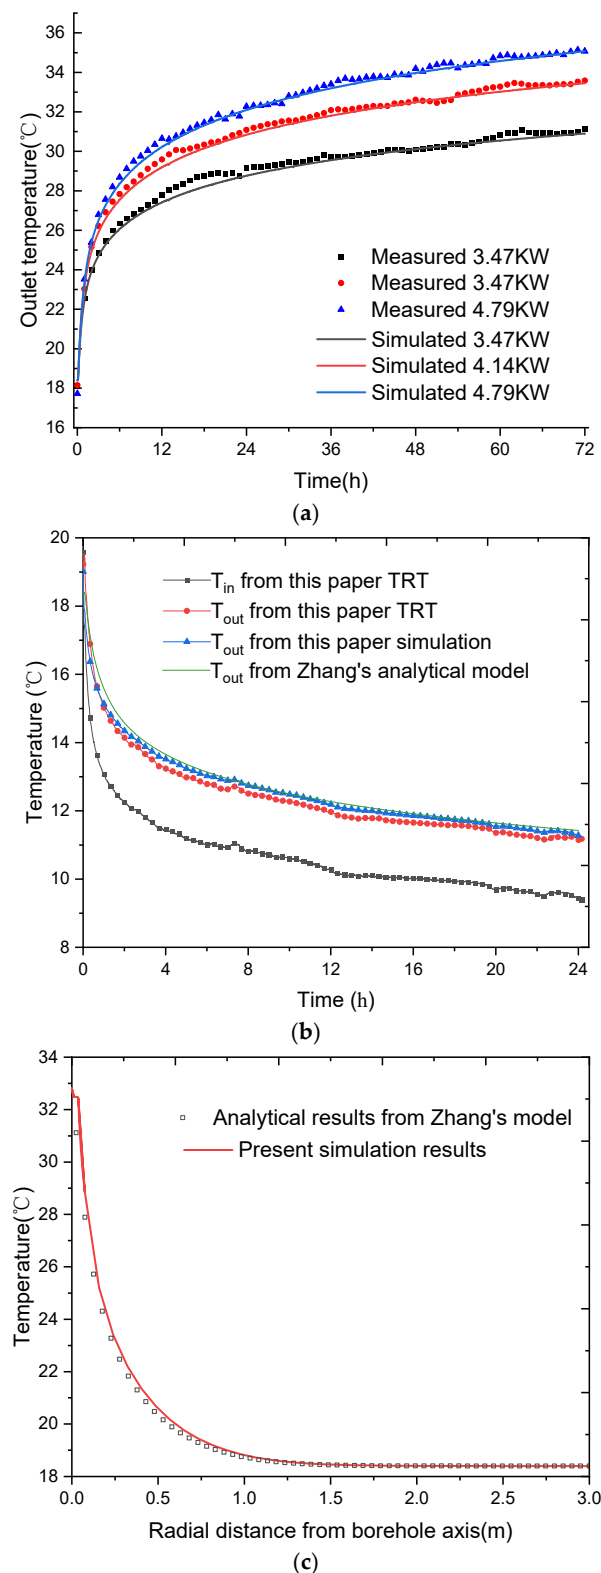 36
34
32
30
28
26
24
22
20
18
16
Outlet temperature(℃)
Measured 3.47KW
Measured 3.47KW
Measured 4.79KW
Simulated 3.47KW
Simulated 4.14KW
Simulated 4.79KW
0 12 24 36 48 60 72
Time(h)
(a)
20
18
16
14
12
10
8
Temperature (℃)
Tin from this paper TRT
Tout from this paper TRT
Tout from this paper simulation
Tout from Zhang's analytical model
0 4 8 12 16 20 24
Time (h)
(b)
34
32
30
28
26
24
22
20
18
Temperature(℃)
Analytical results from Zhang's model
Present simulation results
0.0 0.5 1.0 1.5 2.0 2.5 3.0
Radial distance from borehole axis(m)
(c)